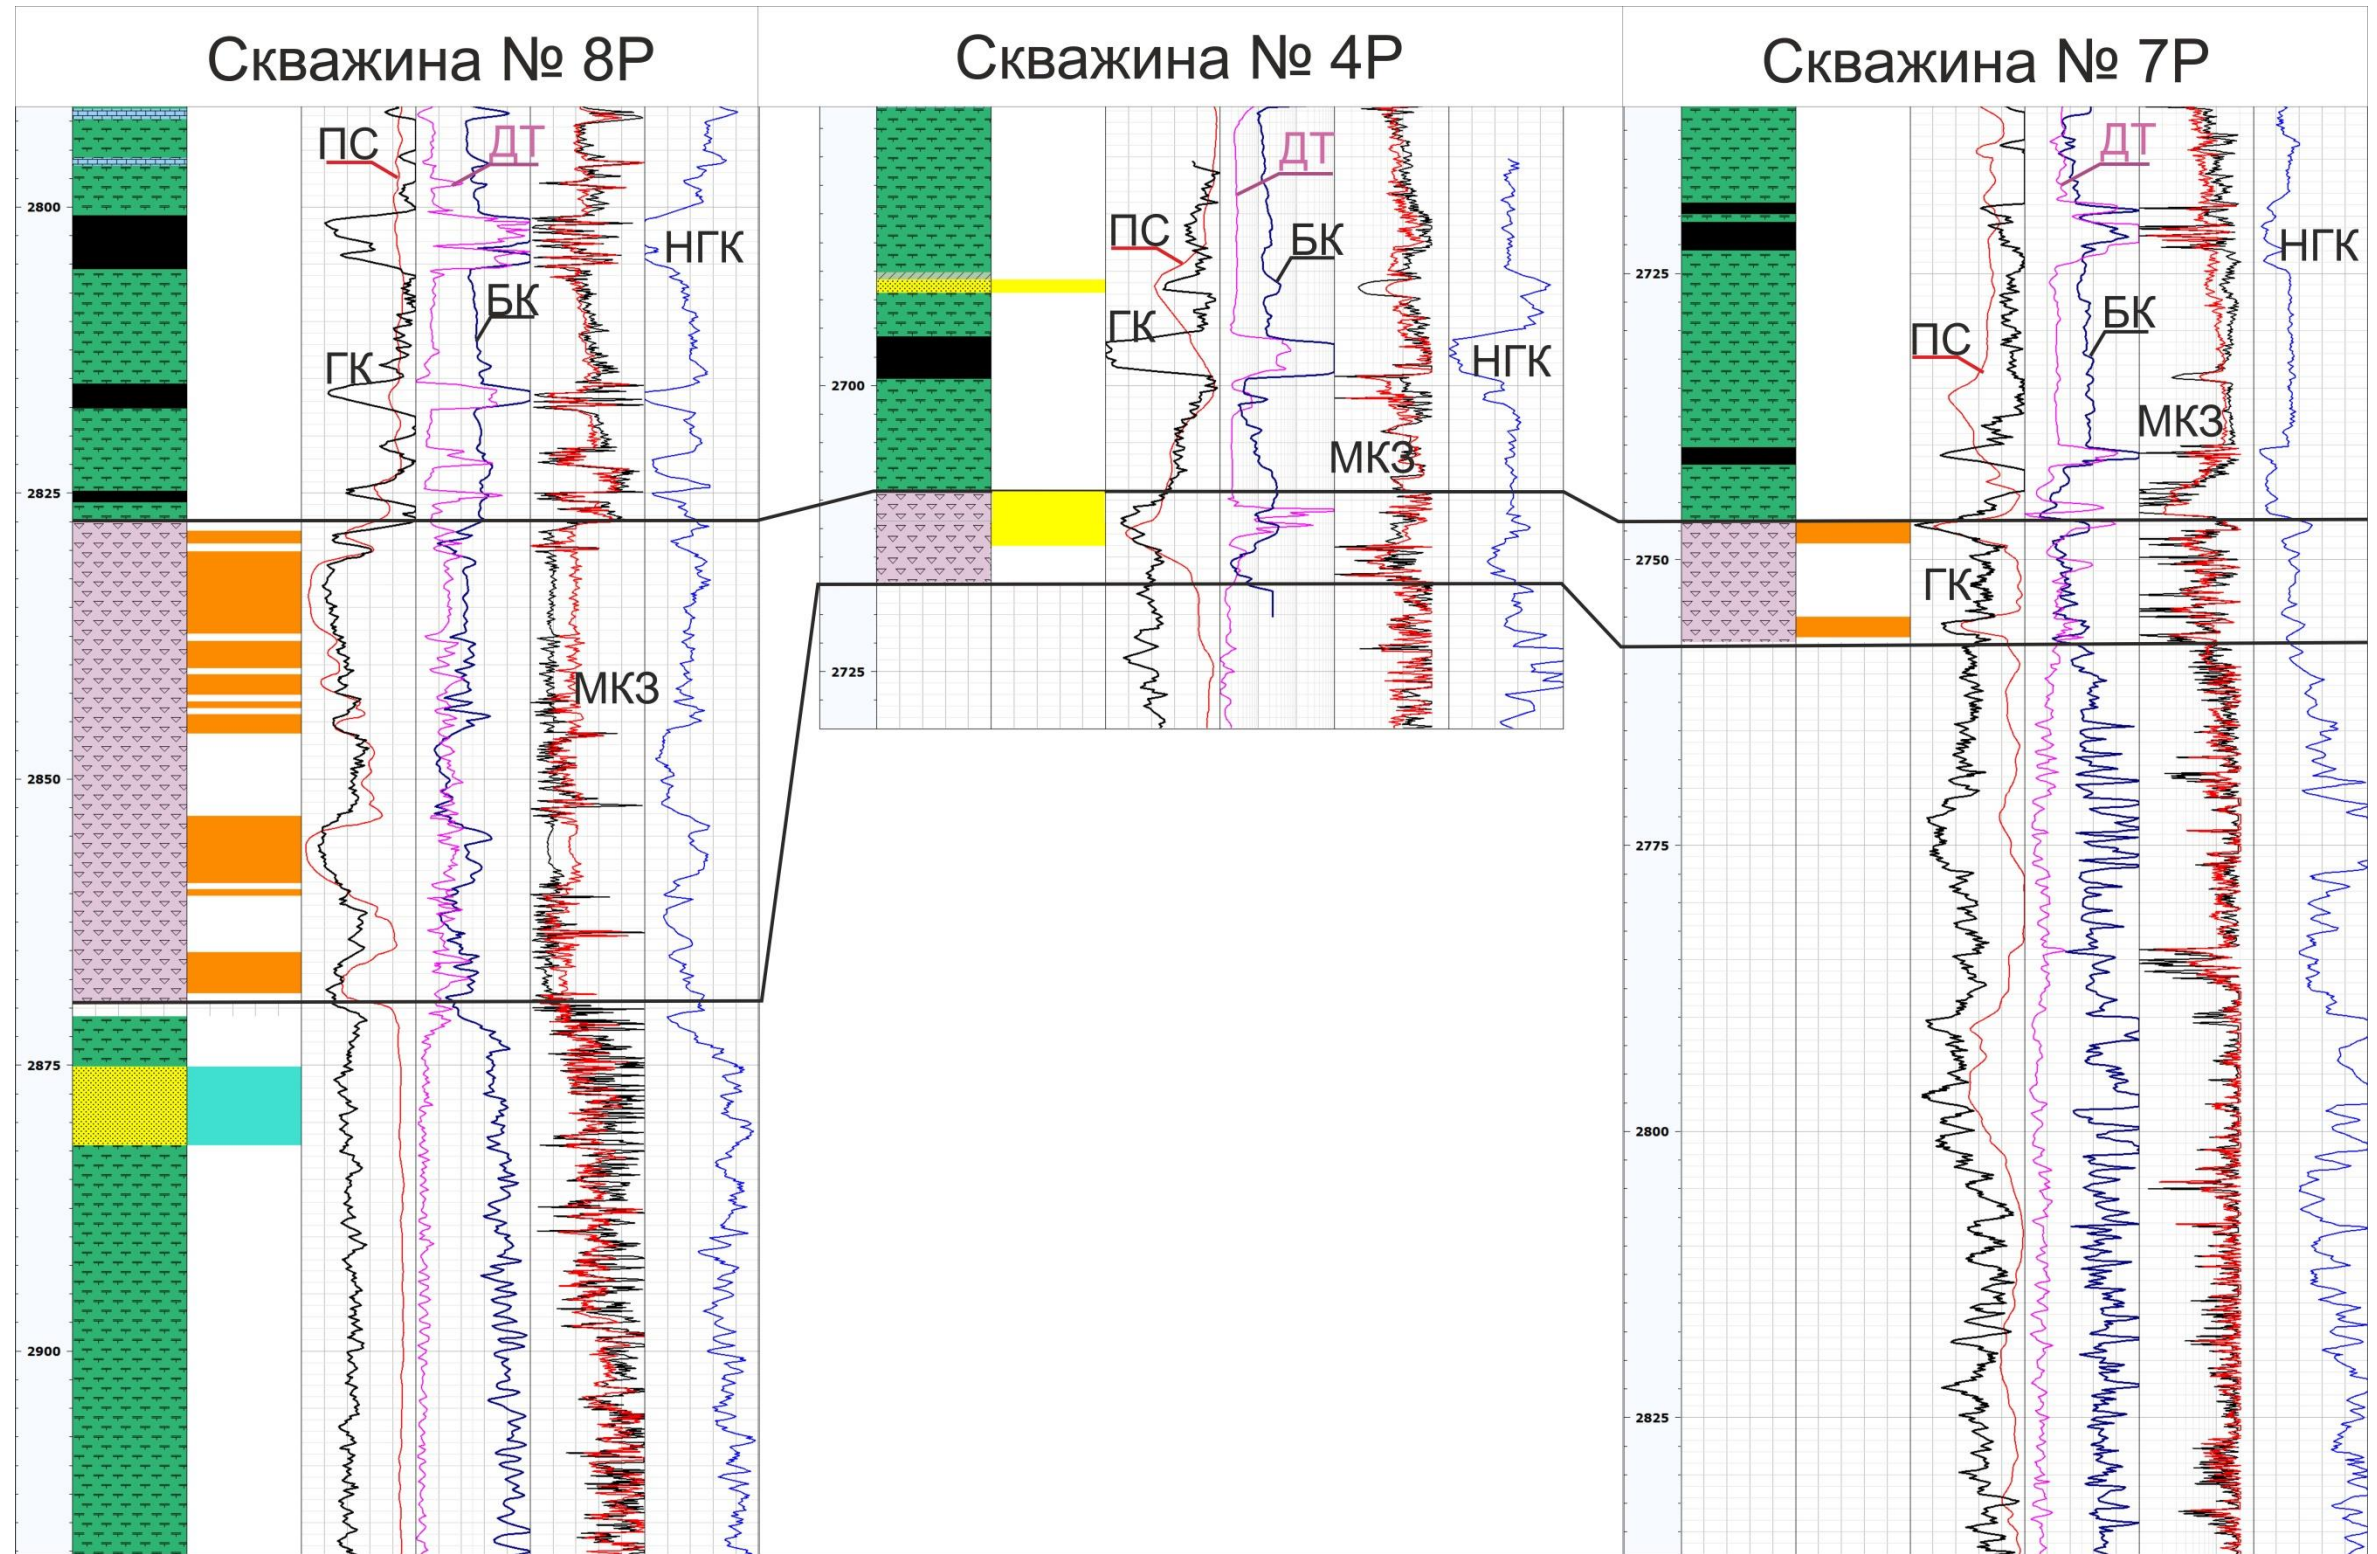 Скважина № 8Р
Скважина № 4Р
Скважина № 7Р
ПС
ДТ
2800
НГК
БК
ГК
2825
МКЗ
2850
2875
2900
ДТ
ПС
БК
ГК
НГК
2700
МКЗ
2725
ДТ
НГК
2725
БК
ПС
МКЗ
2750
ГК
2775
2800
2825